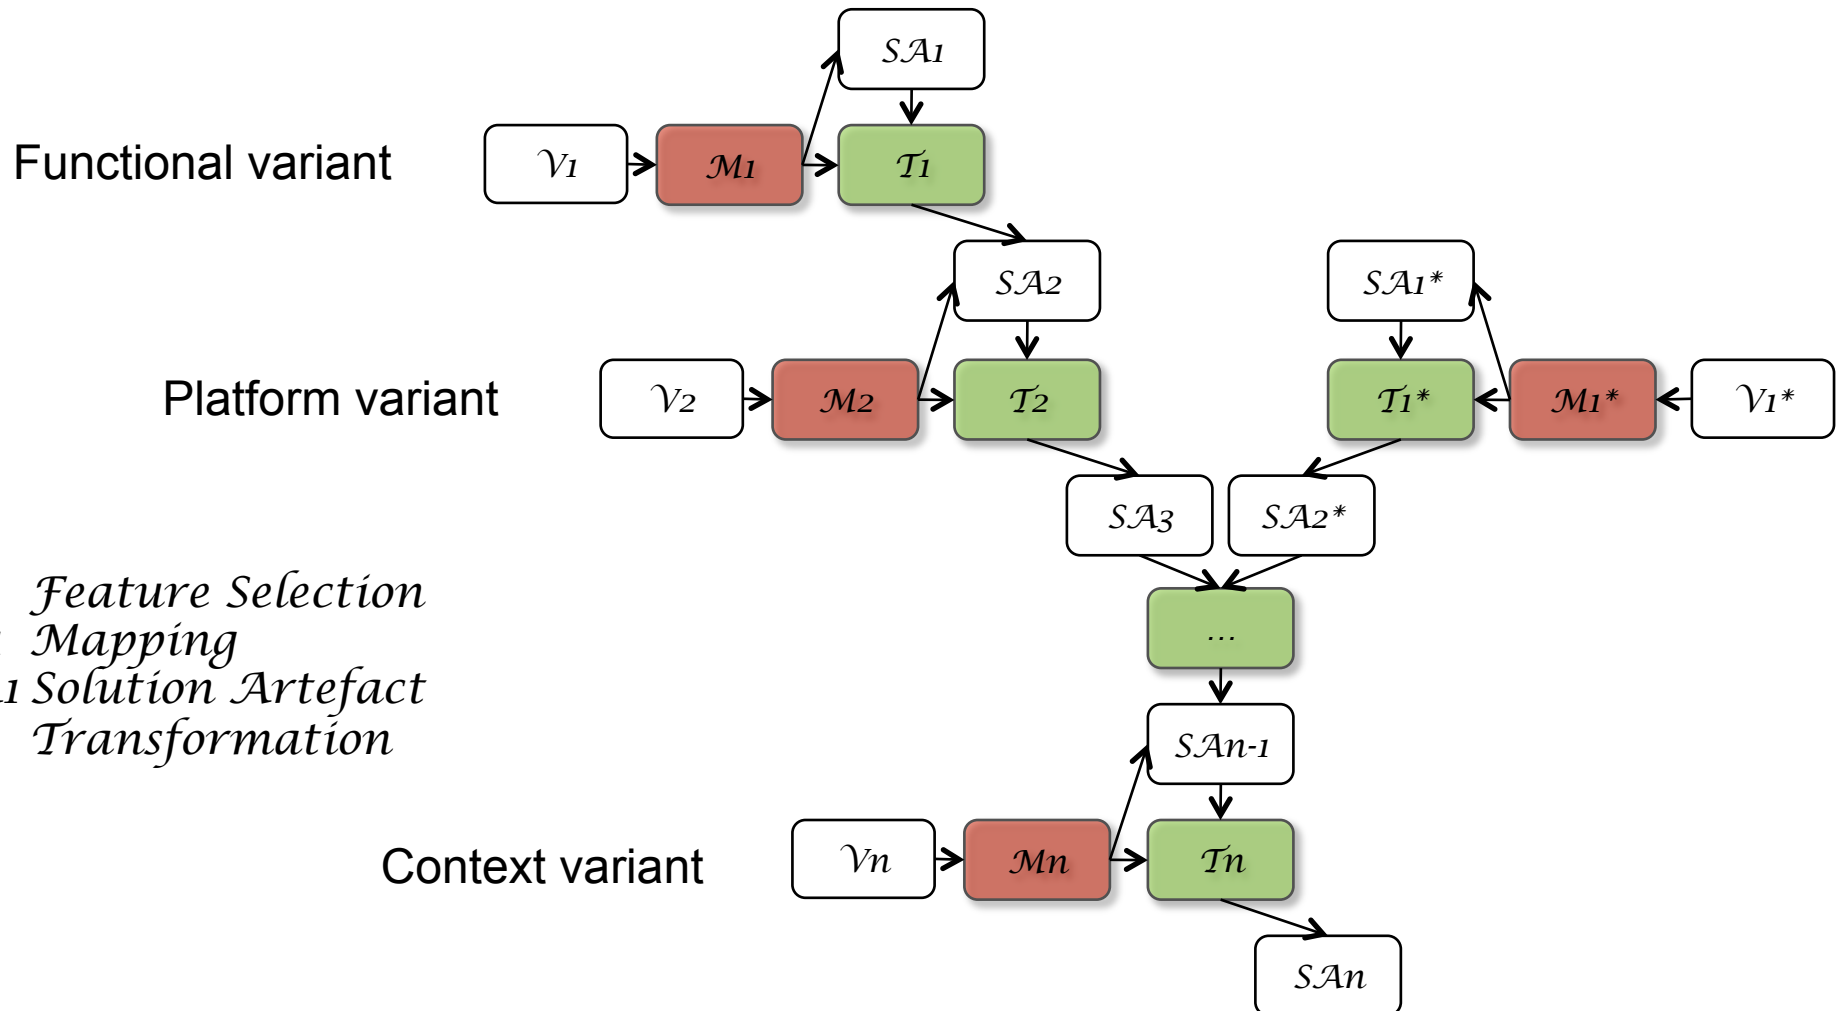 SA1
Functional variant
V1
M1
T1
SA2
SA1*
Platform variant
V2
M2
T2
T1*
M1*
V1*
SA3
SA2*
Feature Selection
...
Mapping
1 Solution Artefact
Transformation
SAn-1
Context variant
Vn
Mn
Tn
SAn